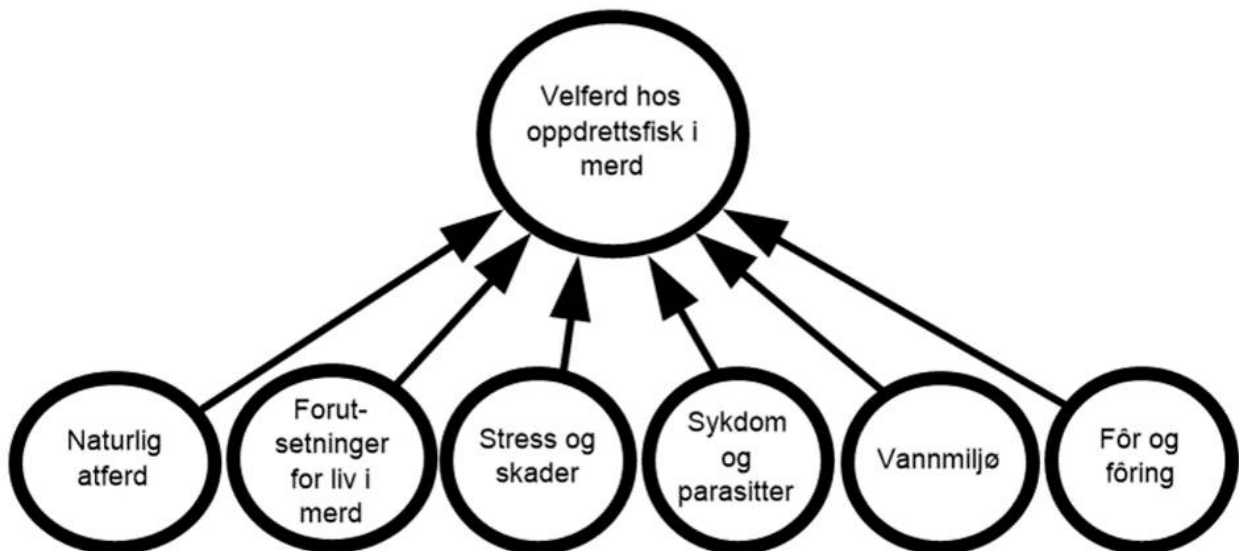 Velferd hos
oppdrettsfisk i
merd
Naturlig
atferd
Forut-
setninger
for liv i
merd
Stress og
skader
Sykdom
og
parasitter
Vannmiljø
Fôr og
fôring